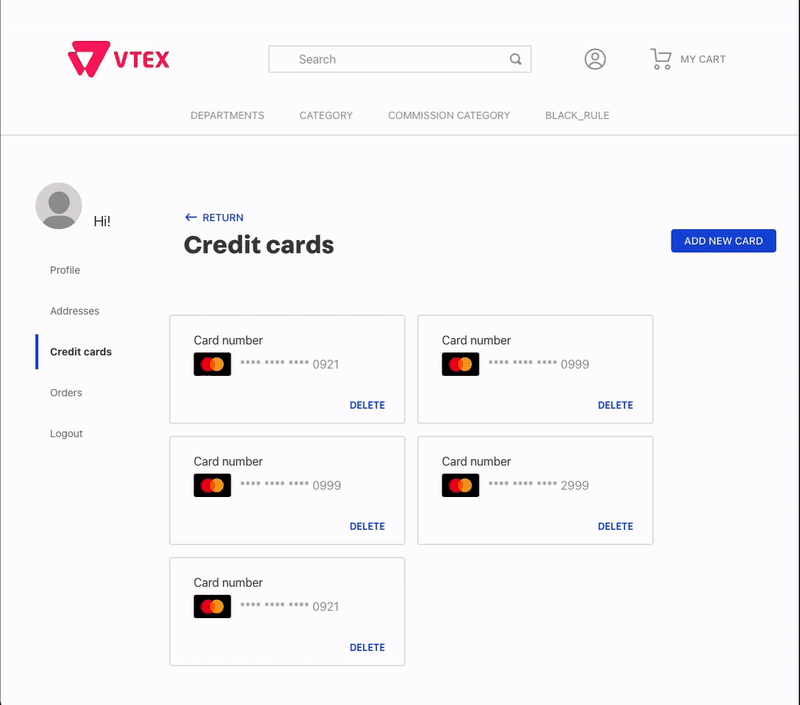 VTEX
Search
MY CART
DEPARTMENTS CATEGORY COMMISSION CATEGORY BLACK_RULE
Hi!
Profile
Addresses
Credit cards
Orders
Logout
← RETURN
Credit cards
ADD NEW CARD
Card number
**** **** **** 0921
DELETE
Card number
**** **** **** 0999
DELETE
Card number
**** **** **** 0999
DELETE
Card number
**** **** **** 2999
DELETE
Card number
**** **** **** 0921
DELETE